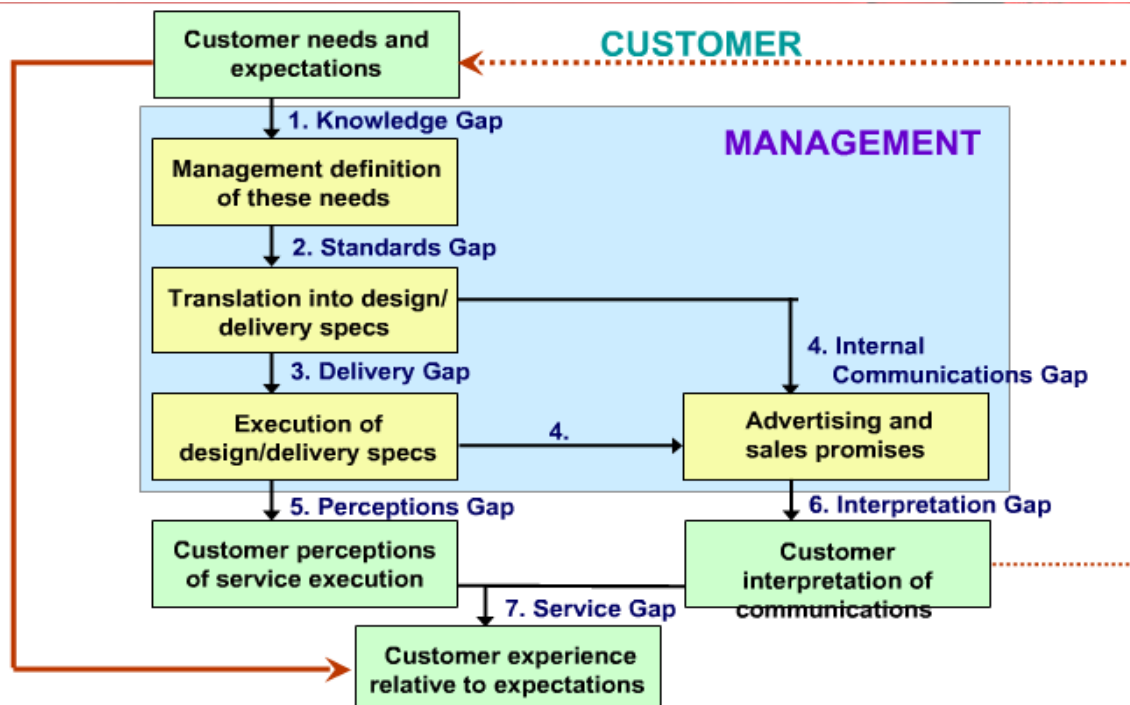 Customer needs and
expectations
CUSTOMER
1. Knowledge Gap
MANAGEMENT
Management definition
of these needs
2. Standards Gap
Translation into design/
delivery specs
4. Internal
Communications Gap
3. Delivery Gap
Execution of
design/delivery specs
4.
Advertising and
sales promises
5. Perceptions Gap
6. Interpretation Gap
Customer perceptions
of service execution
Customer
interpretation of
communications
7. Service Gap
Customer experience
relative to expectations